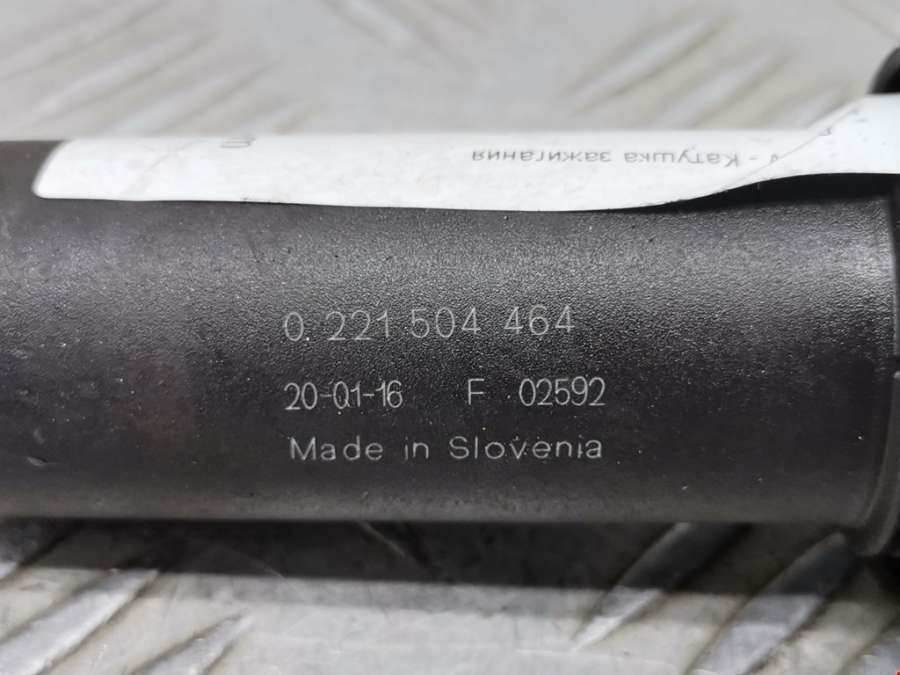 - Катушка зажигания
0 221 504 464
20-01-16 F 02592
Made in Slovenia